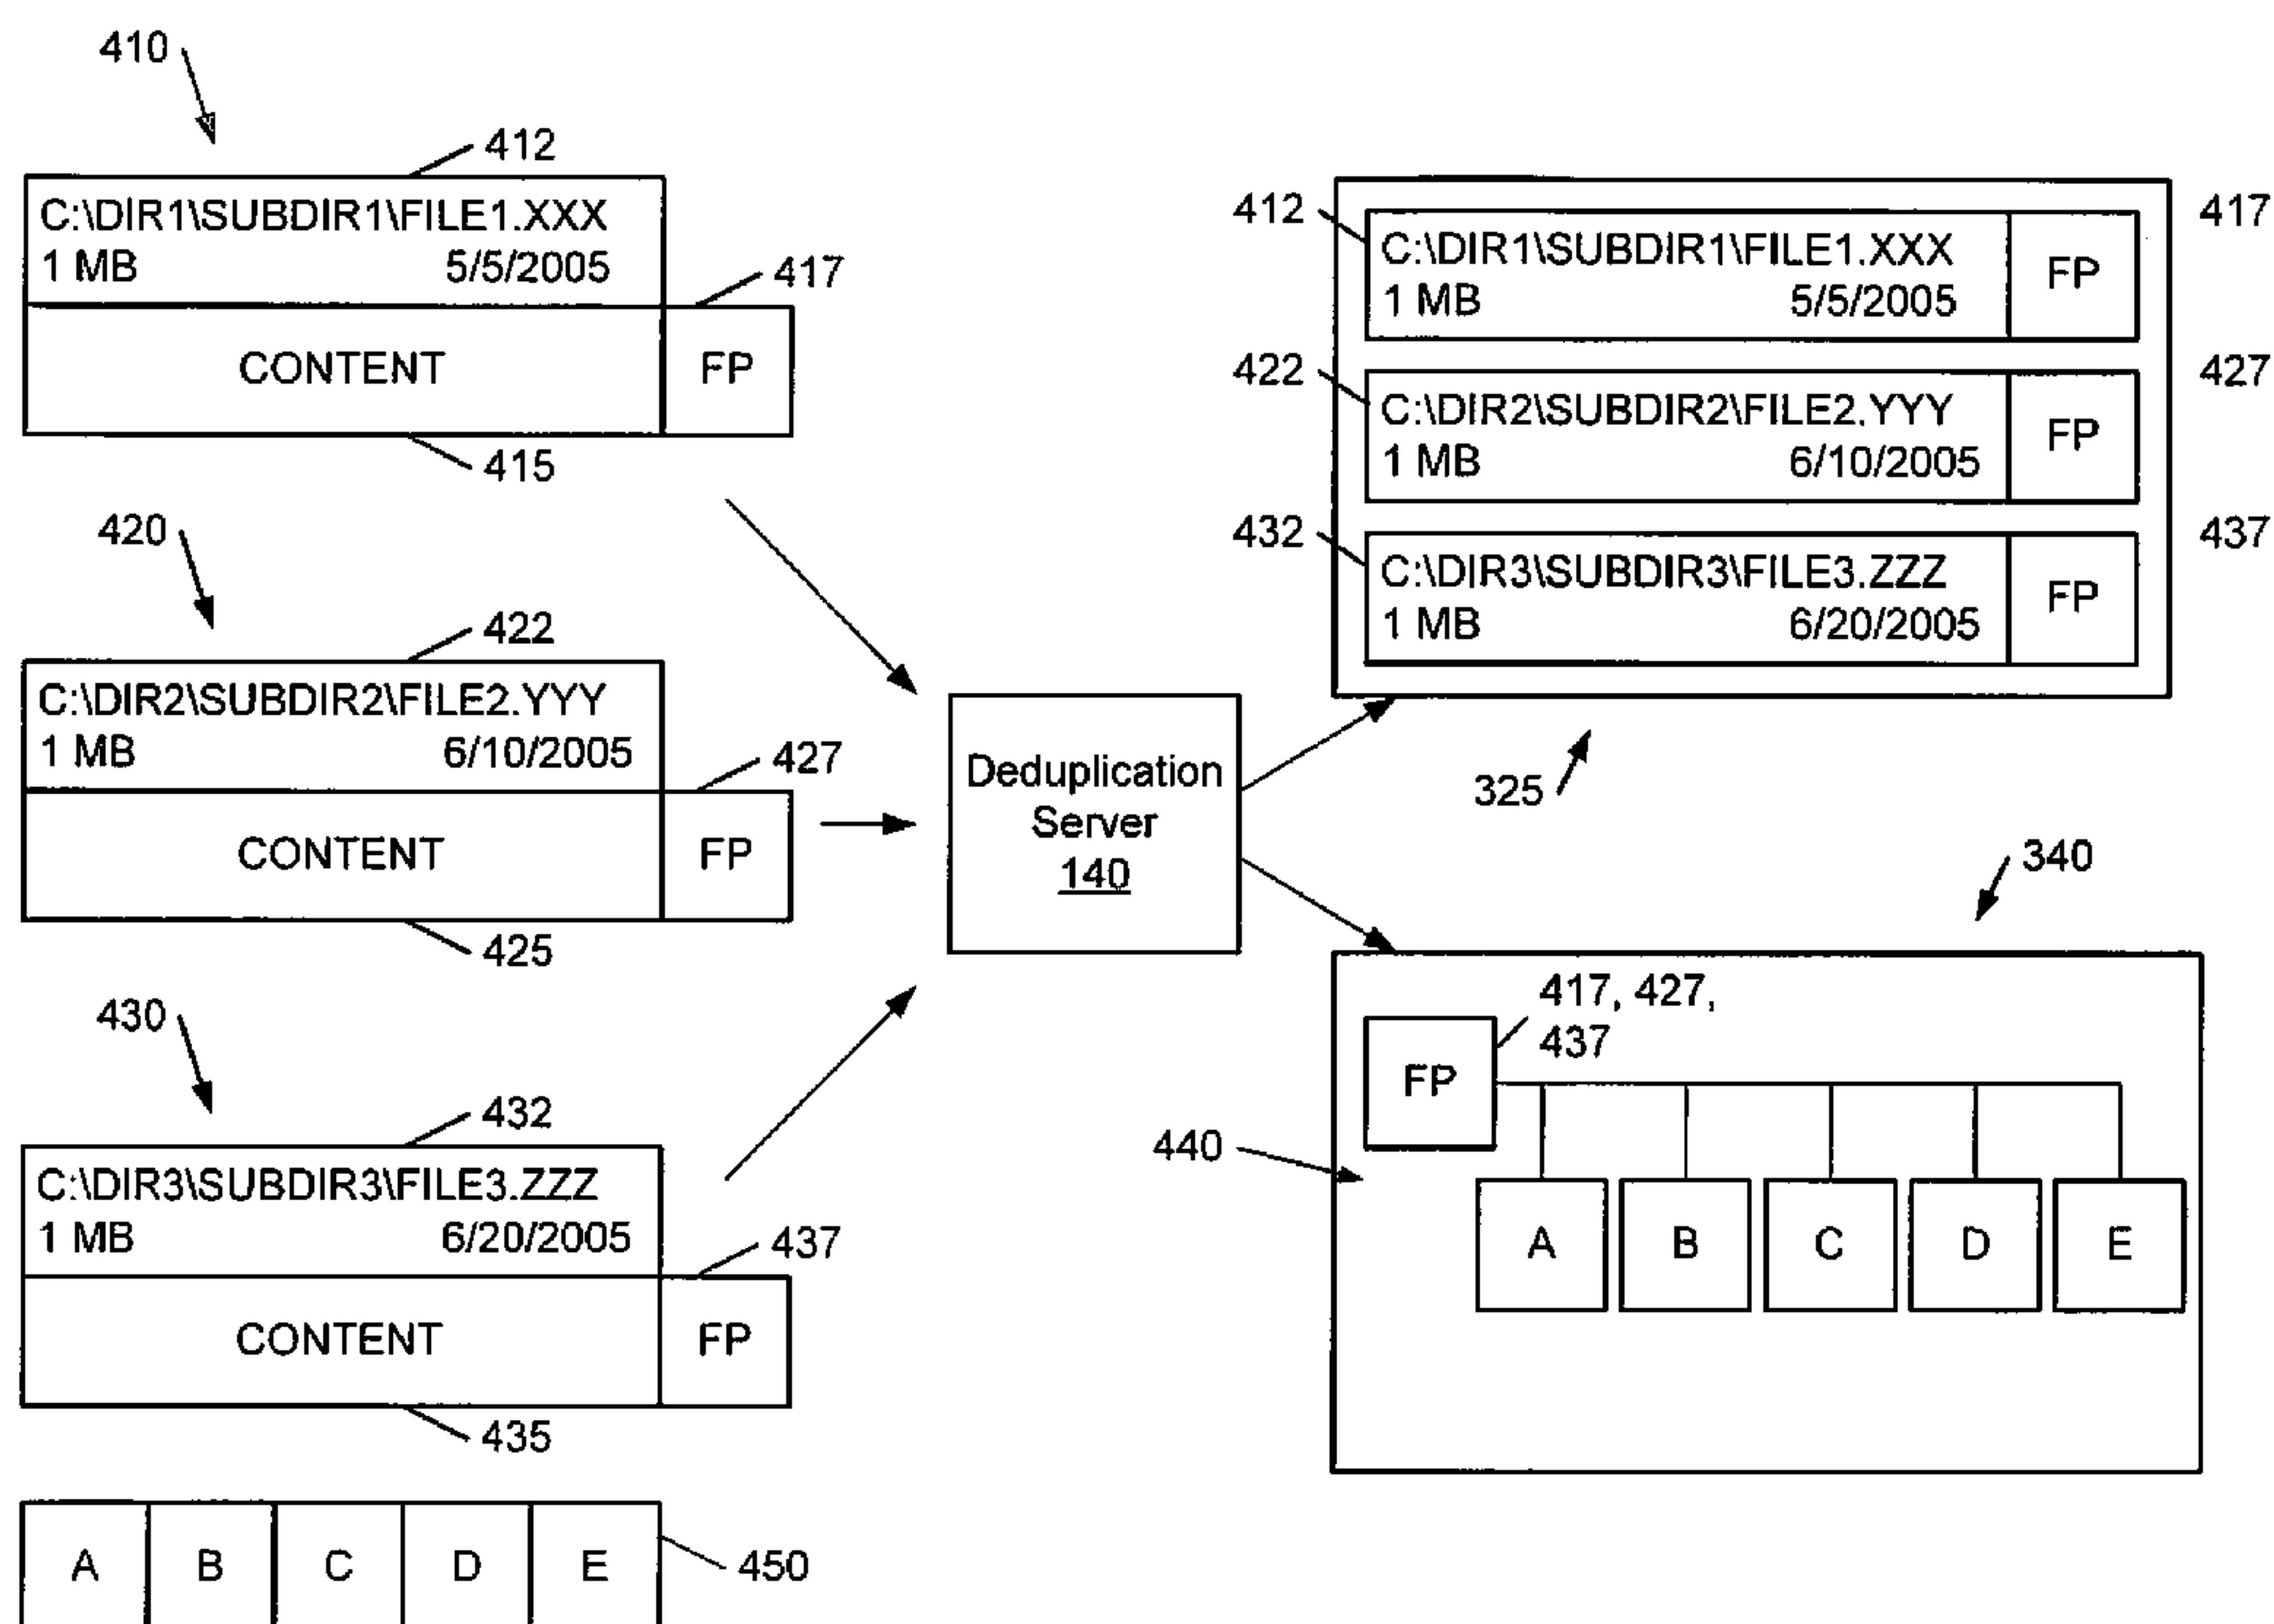 410
412
C:\DIR1\SUBDIR1\FILE1.XXX
1 MB 5/5/2005
417
CONTENT FP
415
420
422
C:\DIR2\SUBDIR2\FILE2.YYY
1 MB 6/10/2005
427
CONTENT FP
425
430
432
C:\DIR3\SUBDIR3\FILE3.ZZZ
1 MB 6/20/2005
437
CONTENT FP
435
A B C D E 450
Deduplication
Server
140
412 417
C:\DIR1\SUBDIR1\FILE1.XXX FP
1 MB 5/5/2005
422 427
C:\DIR2\SUBDIR2\FILE2.YYY FP
1 MB 6/10/2005
432 437
C:\DIR3\SUBDIR3\FILE3.ZZZ FP
1 MB 6/20/2005
325
340
417, 427,
437
FP
440
A B C D E